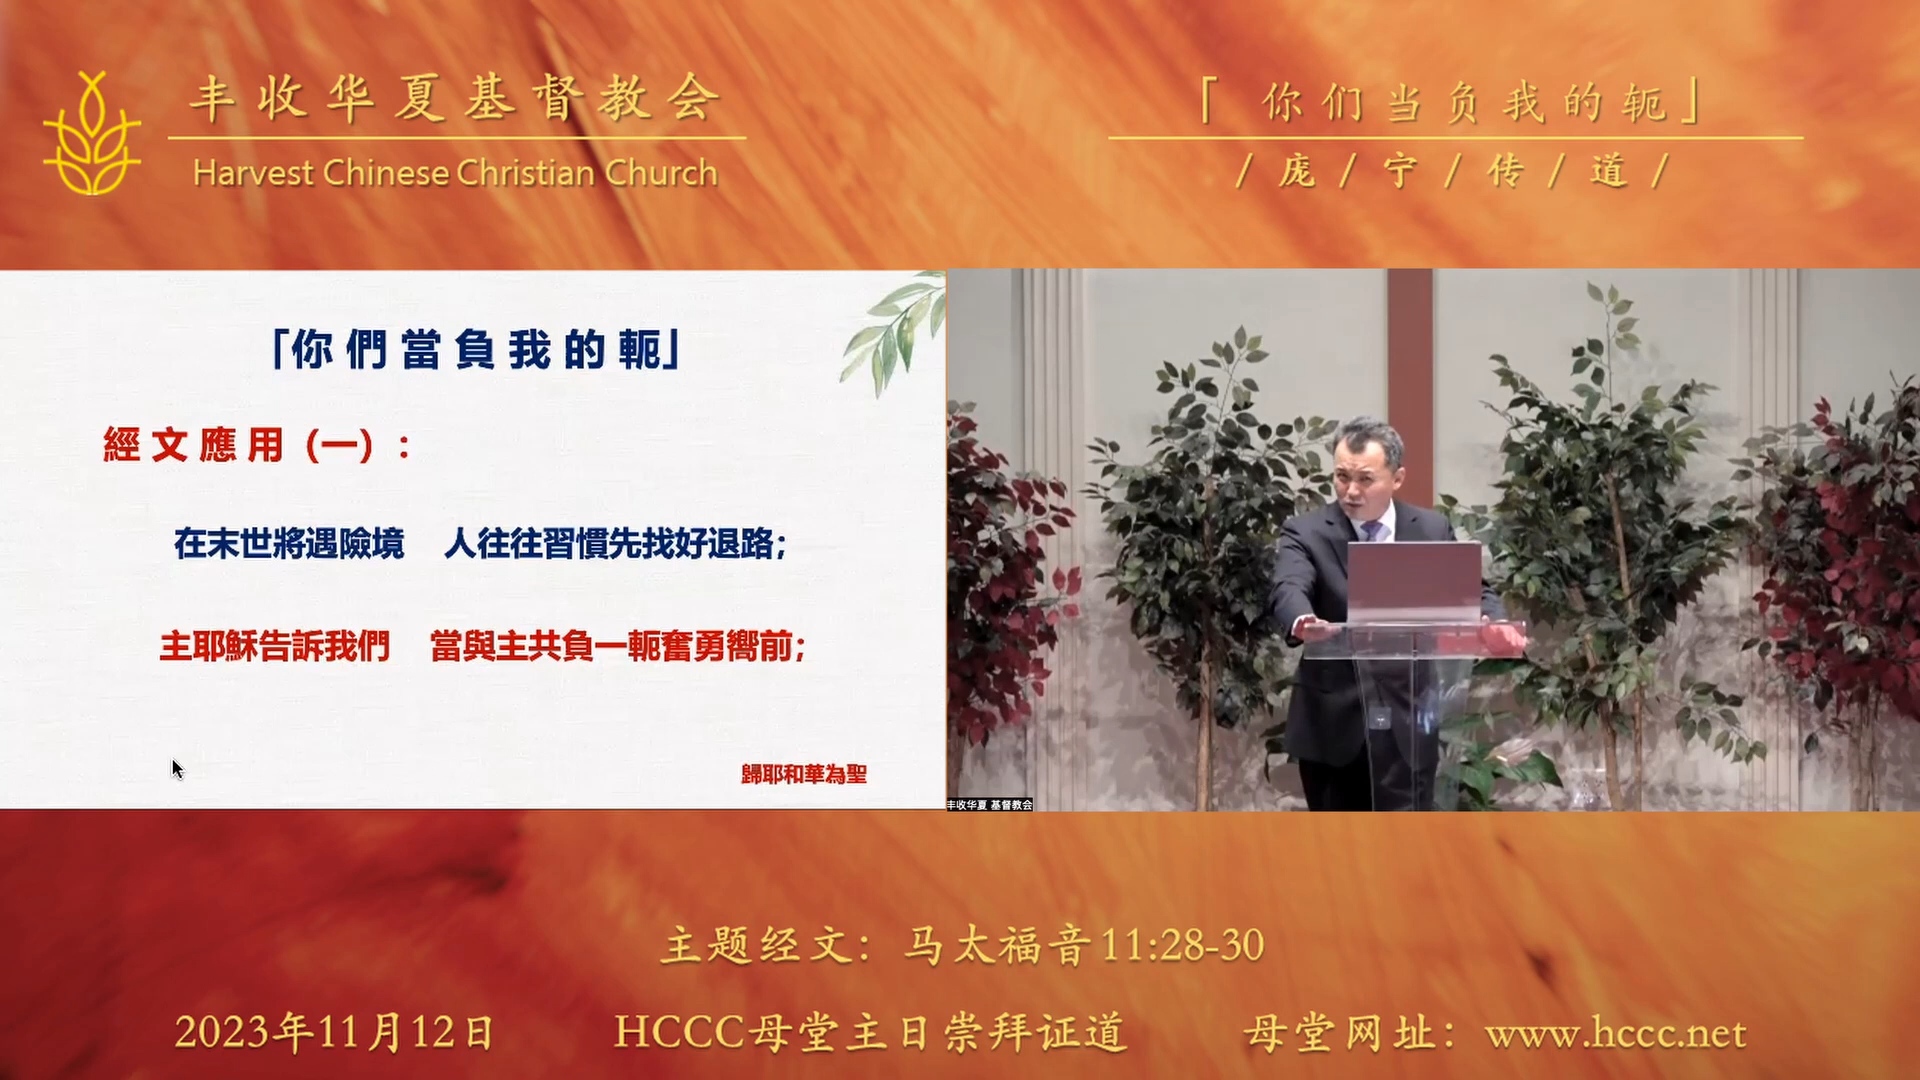 丰收华夏基督教会
Harvest Chinese Christian Church
「 你们当负我的轭」
/ 庞 / 宁 / 传 / 道 /
「你們當負我的軛」
經文應用 (一) :
在末世將遇險境 人往往習慣先找好退路；
主耶穌告訴我們 當與主共負一軛奮勇嚮前；
歸耶和華為聖
丰收华夏 基督教会
主题经文：马太福音 11:28-30
2023年11月12日 HCCC母堂主日崇拜证道 母堂网址：www.hccc.net